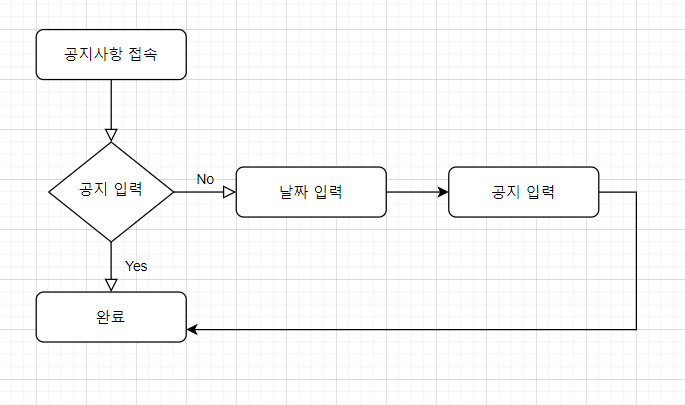 공지사항 접속
공지 입력
No
날짜 입력
공지 입력
Yes
완료